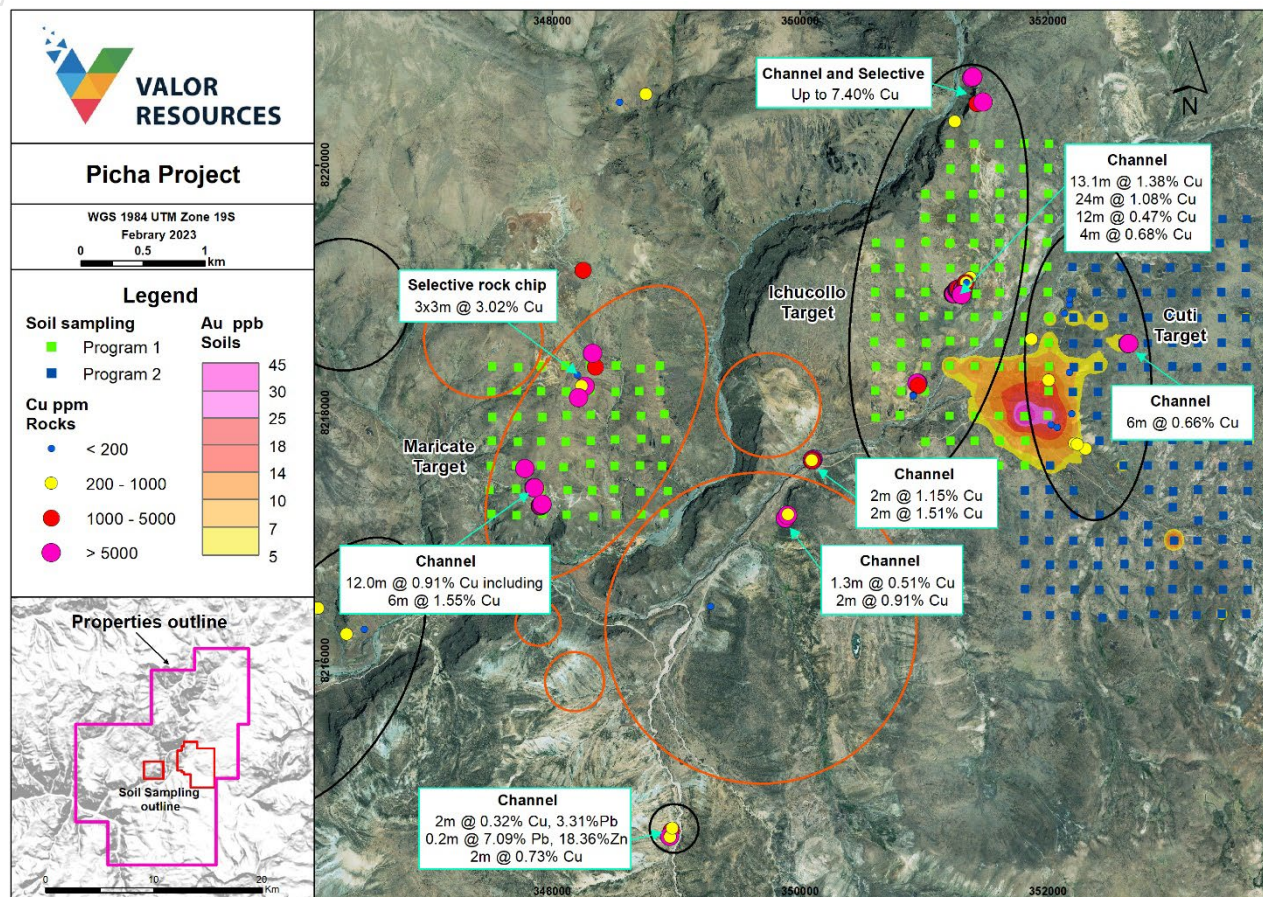 VALOR
RESOURCES
Picha Project
WGS 1984 UTM Zone 19S
Febrary 2023
0 0.5 1
km
Legend
Soil sampling
Program 1
Program 2
Cu ppm
Rocks
< 200
200 - 1000
1000 - 5000
> 5000
Au ppb
Soils
45
30
25
18
14
10
7
5
Properties outline
Soil Sampling
outline
0 10 20
Km
348000 350000 352000
8220000
8218000
8216000
348000 350000 352000
N
Channel and Selective
Up to 7.40% Cu
Channel
13.1m @ 1.38% Cu
24m @ 1.08% Cu
12m @ 0.47% Cu
4m @ 0.68% Cu
Selective rock chip
3x3m @ 3.02% Cu
Ichucollo
Target
Cuti
Target
Channel
6m @ 0.66% Cu
Maricate
Target
Channel
2m @ 1.15% Cu
2m @ 1.51% Cu
Channel
12.0m @ 0.91% Cu including
6m @ 1.55% Cu
Channel
1.3m @ 0.51% Cu
2m @ 0.91% Cu
Channel
2m @ 0.32% Cu, 3.31%Pb
0.2m @ 7.09% Pb, 18.36%Zn
2m @ 0.73% Cu